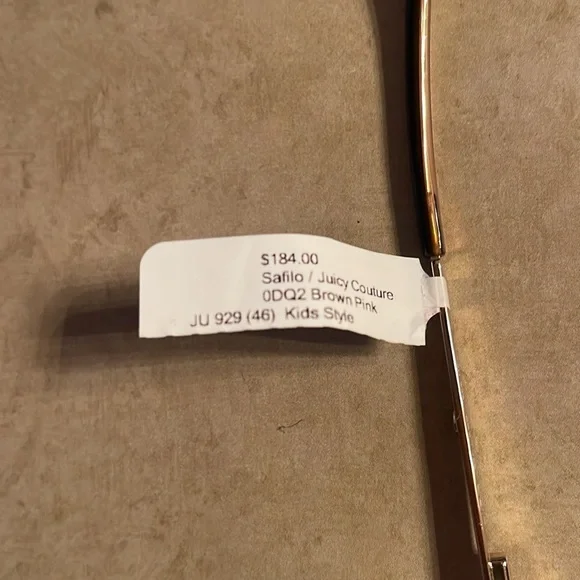 $184.00
Safilo / Juicy Couture
0DQ2 Brown Pink
JU 929 (46) Kids Style